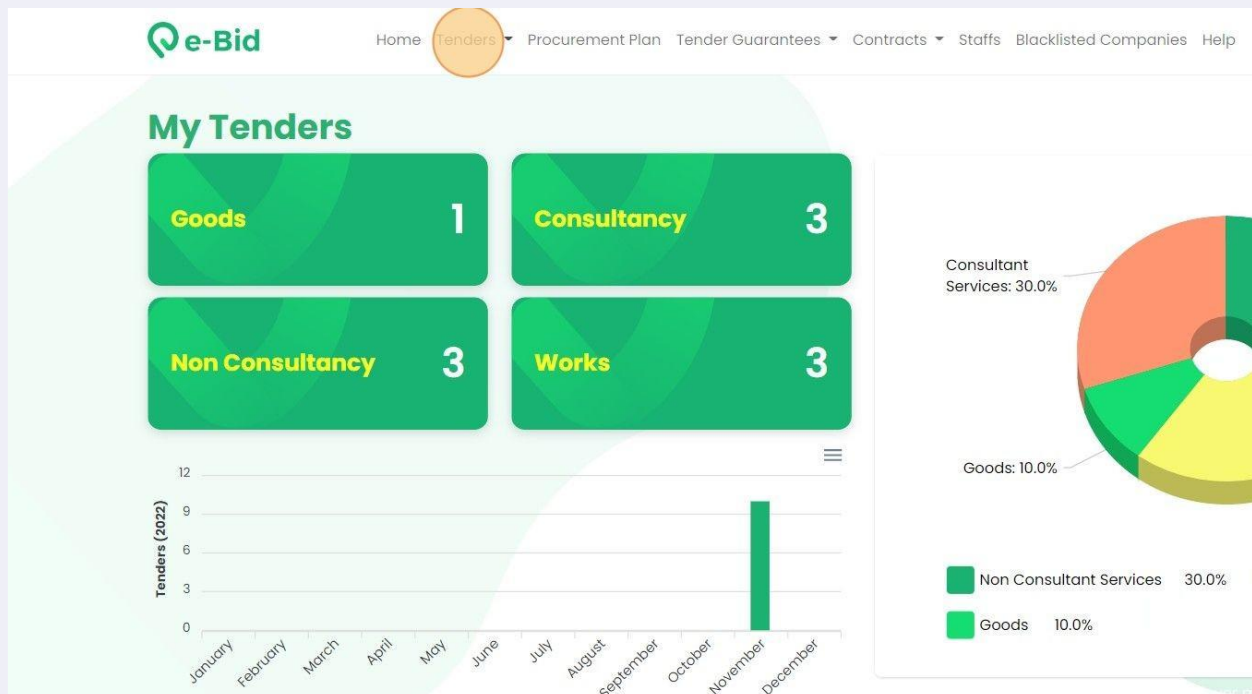 e-Bid
Home Tenders Procurement Plan Tender Guarantees Contracts Staffs Blacklisted Companies Help
My Tenders
Goods 1
Consultancy 3
Non Consultancy 3
Works 3
Consultant
Services: 30.0%
Goods: 10.0%
Non Consultant Services 30.0%
Goods 10.0%
Tenders (2022)
12
9
6
3
0
January February March April May June July August September October November December